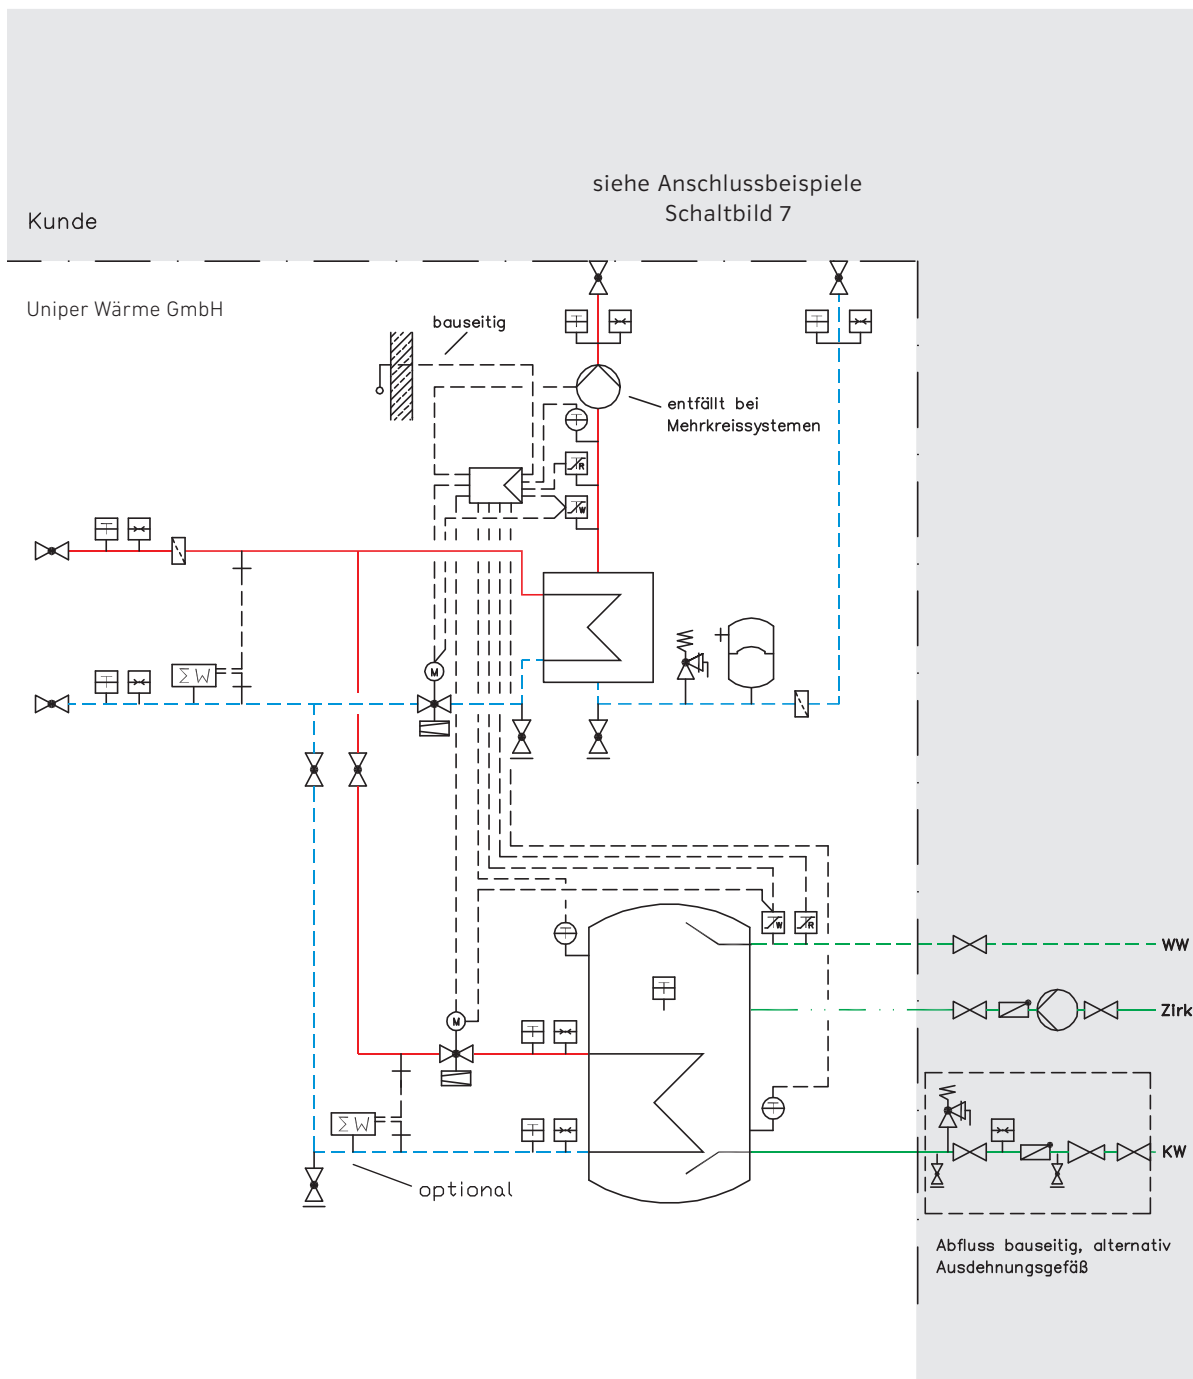 siehe Anschlussbeispiele
Schaltbild 7
Kunde
Uniper Wärme GmbH
bauseitig
T
T
entfällt bei
Mehrkreissystemen
T
T R
T W
T
T
ΣW
M
T W
T R
T
WW
T
Zirk
M
T
T
ΣW
T
KW
optional
Abfluss bauseitig, alternativ
Ausdehnungsgefäß